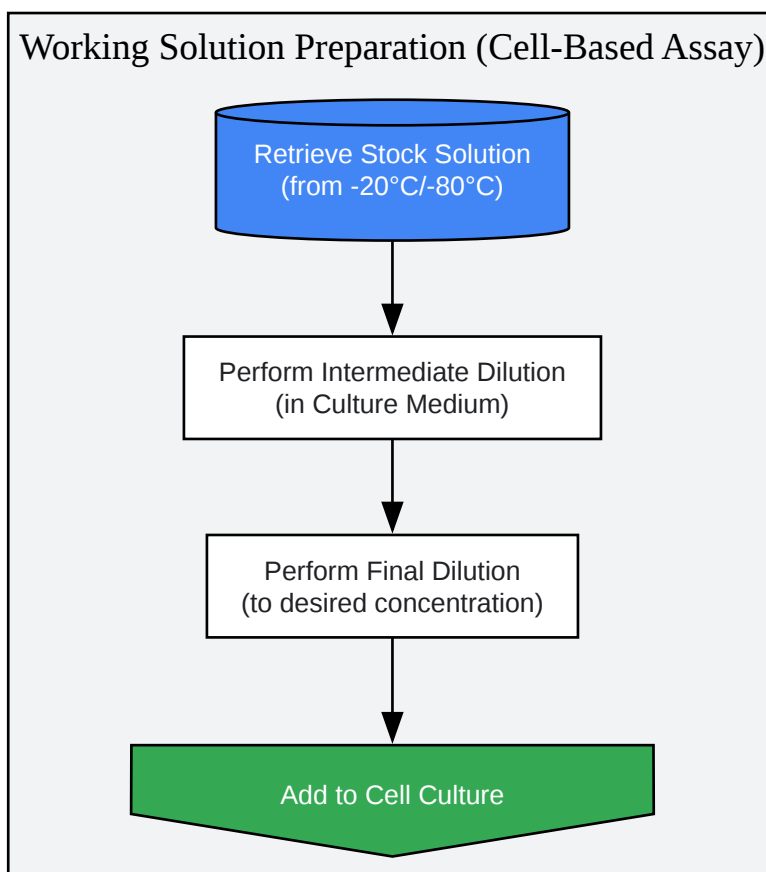 Working Solution Preparation (Cell-Based Assay)
Retrieve Stock Solution
(from -20°C/-80°C)
Perform Intermediate Dilution
(in Culture Medium)
Perform Final Dilution
(to desired concentration)
Add to Cell Culture